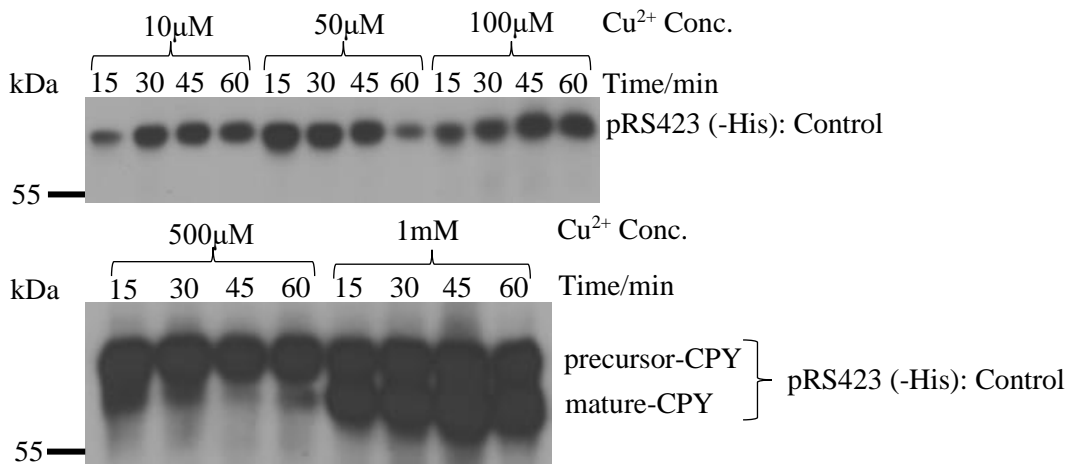 10μM 50μM 100μM Cu²⁺ Conc.
kDa 15 30 45 60 15 30 45 60 15 30 45 60 Time/min
pRS423 (-His): Control
55
500μM 1mM Cu²⁺ Conc.
kDa 15 30 45 60 15 30 45 60 Time/min
precursor-CPY
pRS423 (-His): Control
mature-CPY
55